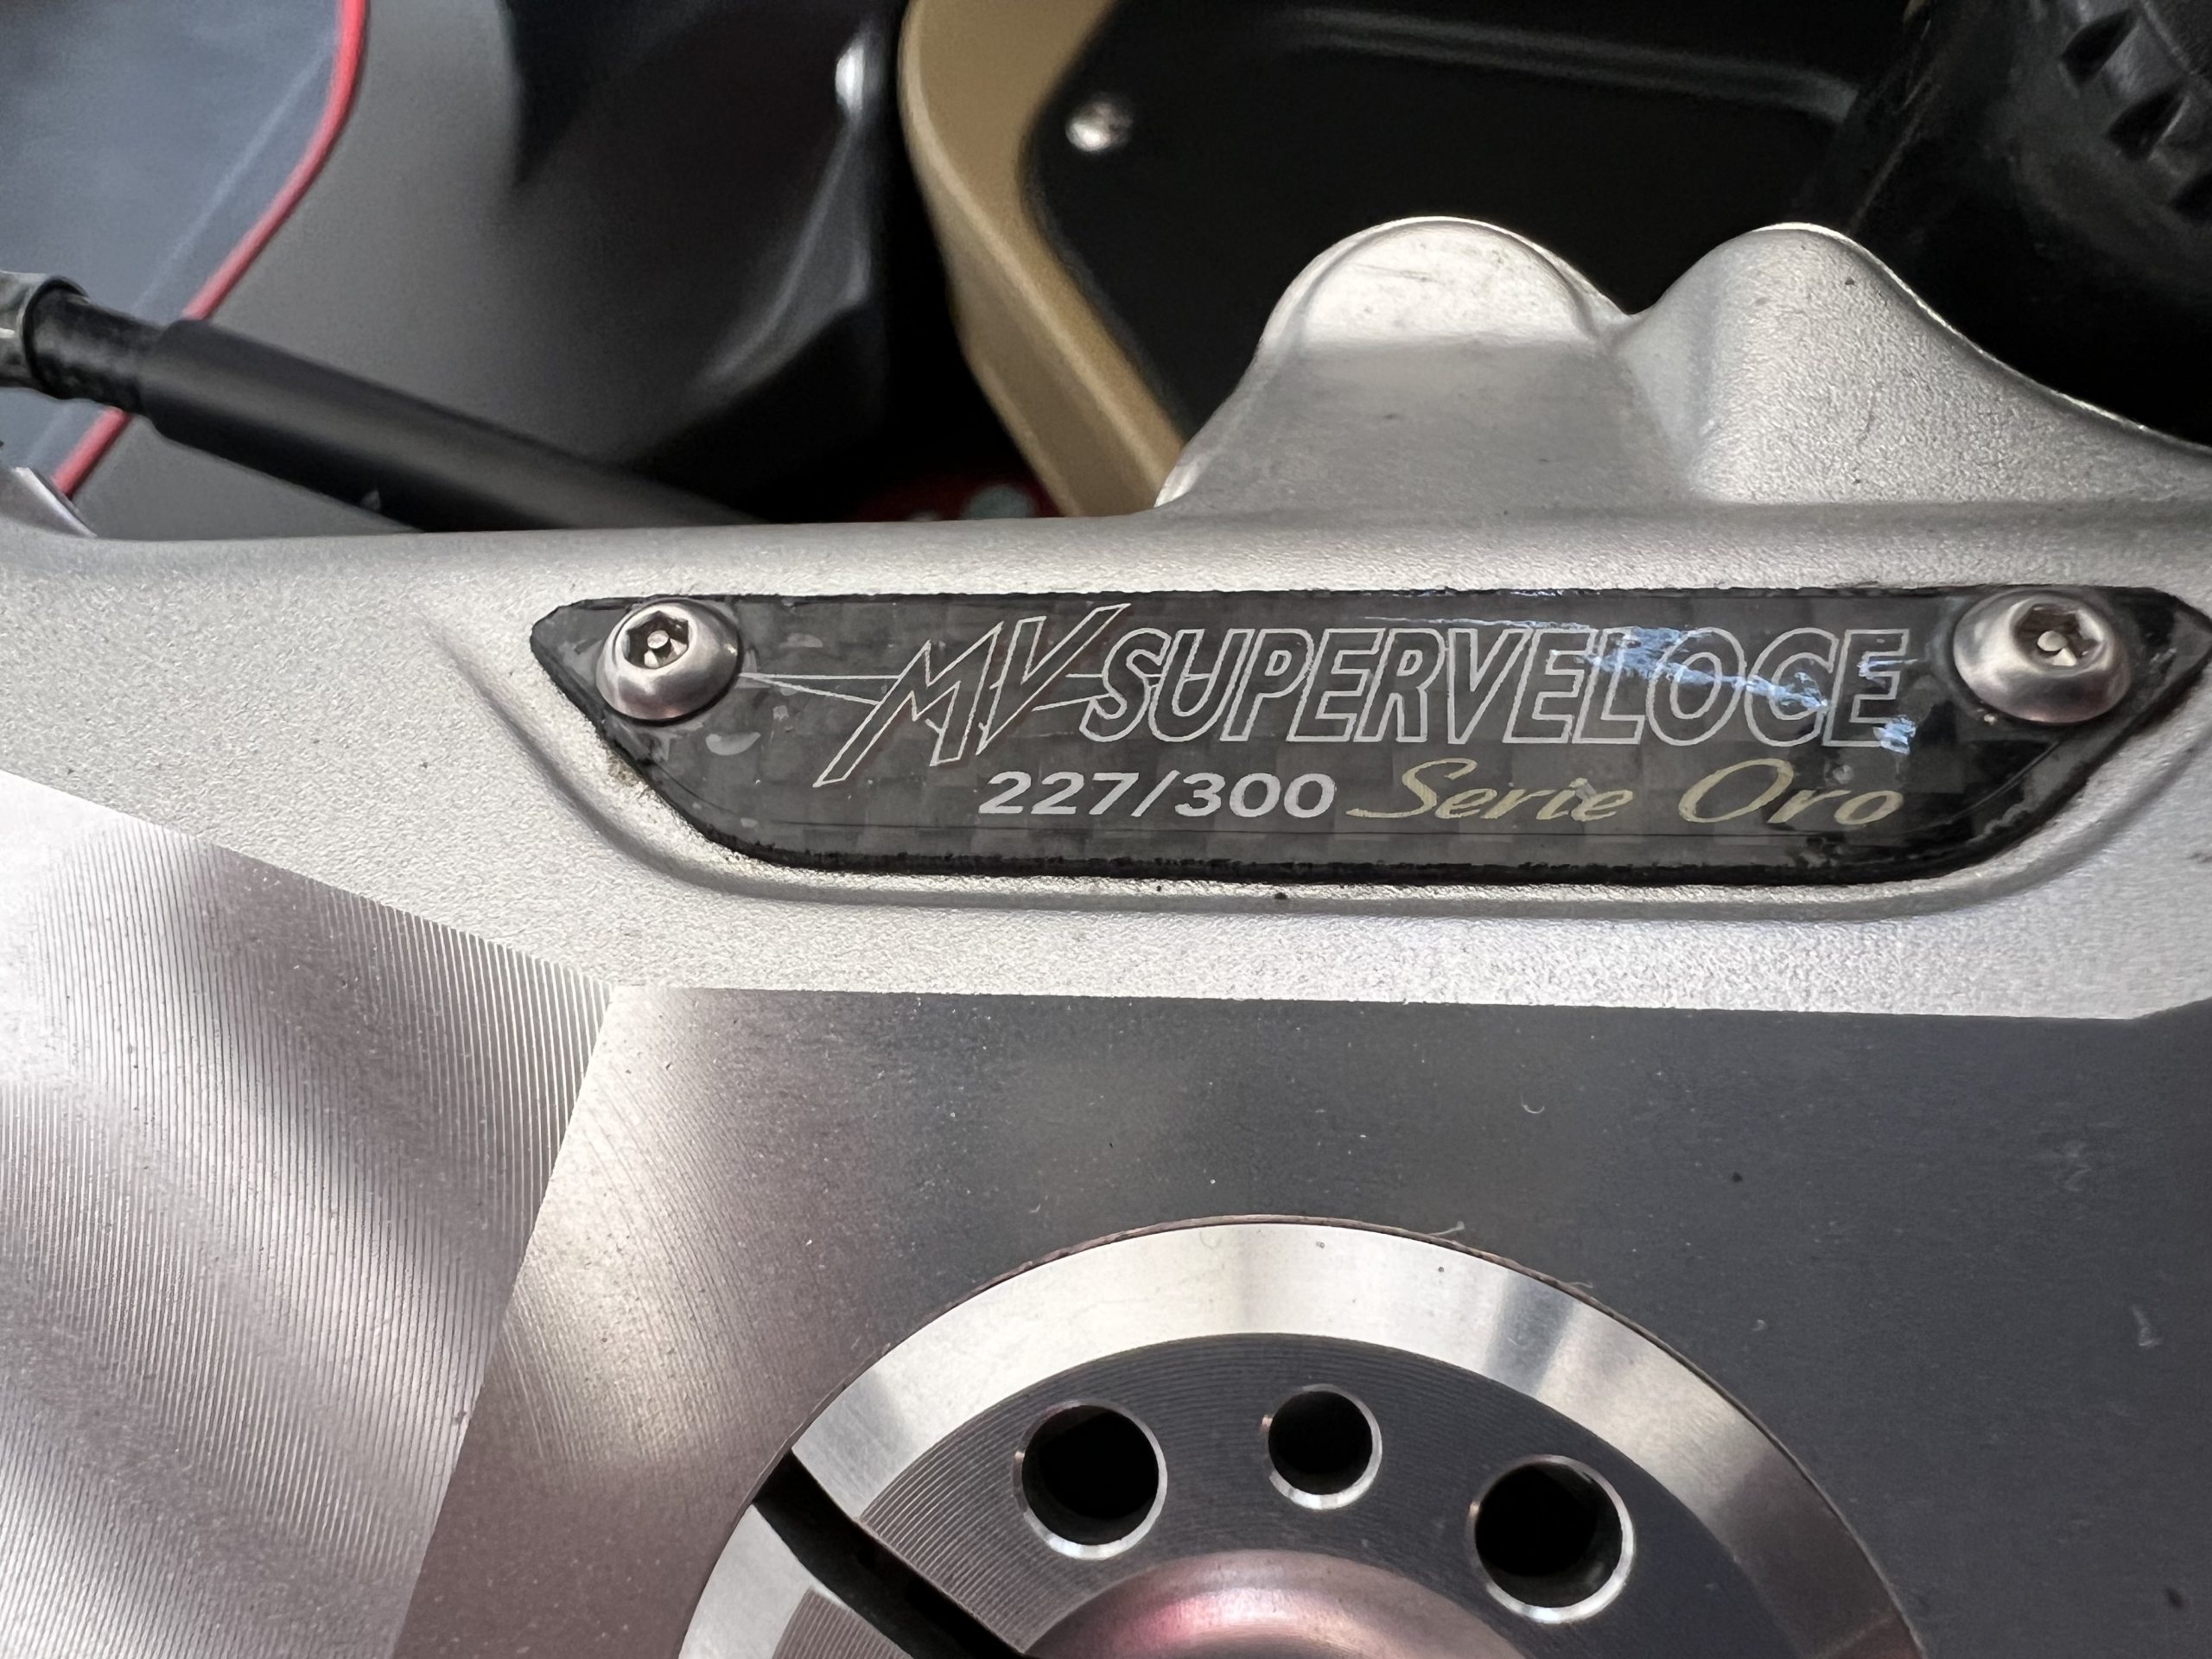 MV SUPERVELOCE
227/300 Serie Oro